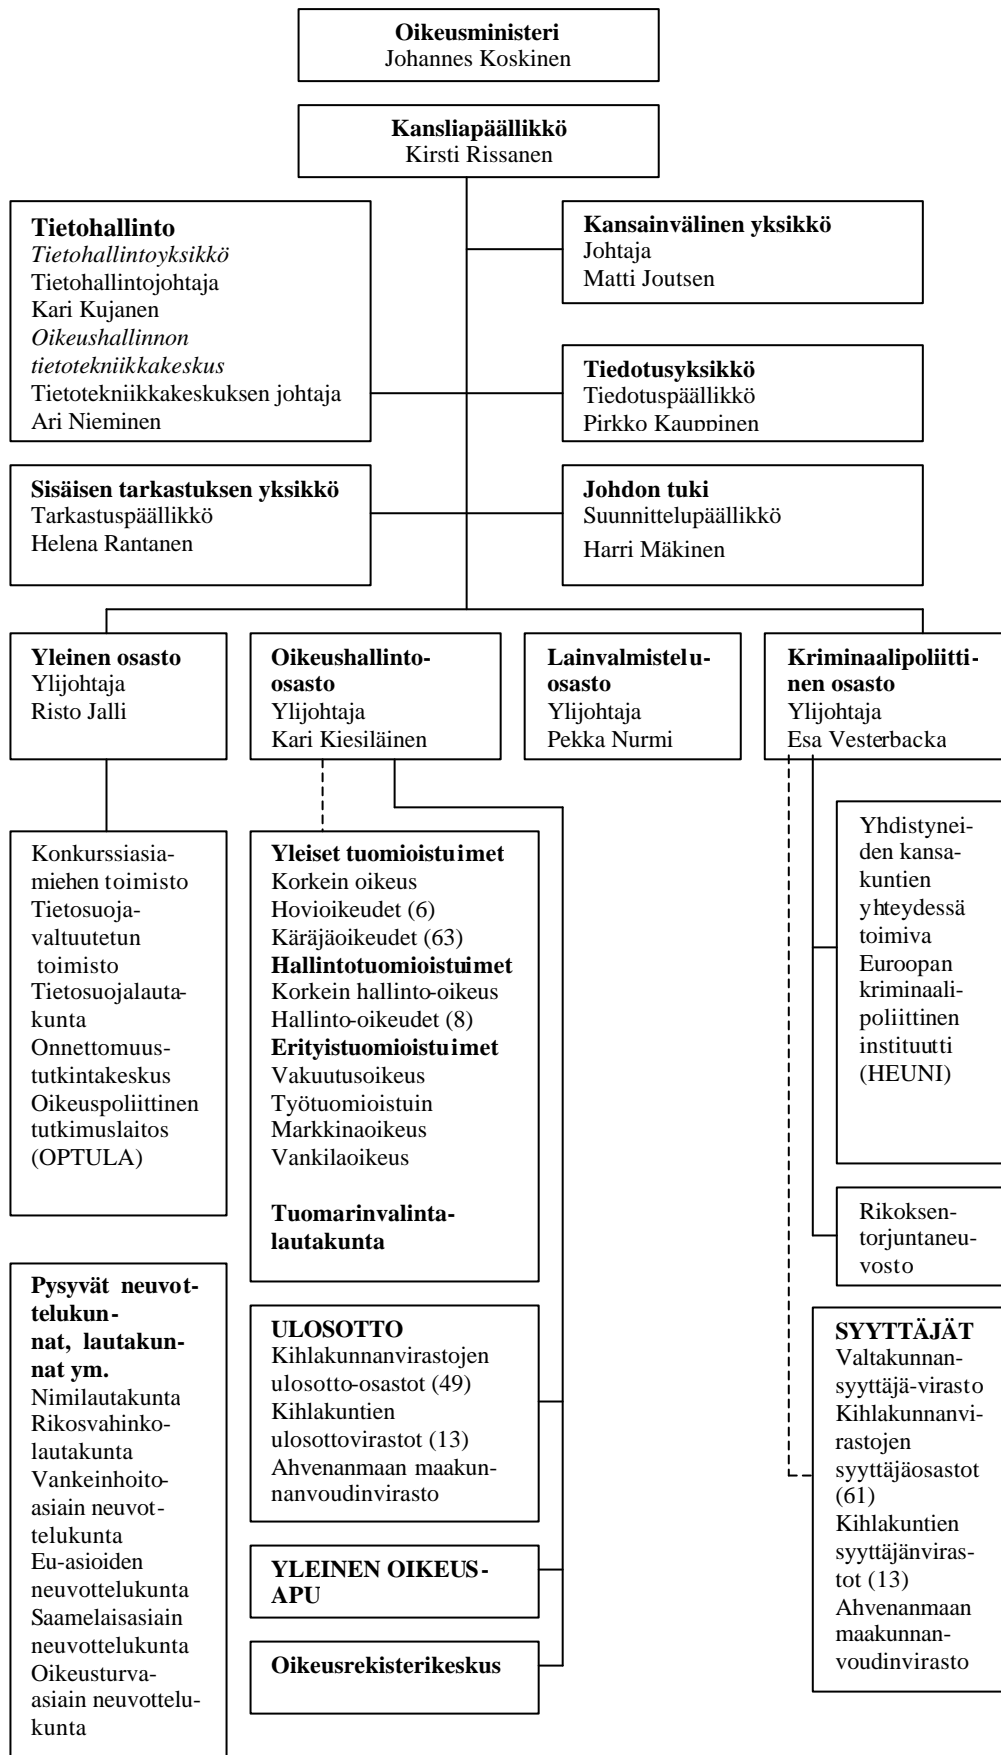 Oikeusministeri
Johannes Koskinen
Kansliapäällikkö
Kirsti Rissanen
Tietohallinto
Tietohallintoyksikkö
Tietohallintojohtaja
Kari Kujanen
Oikeushallinnon
tietotekniikkakeskus
Tietotekniikkakeskuksen johtaja
Ari Nieminen
Kansainvälinen yksikkö
Johtaja
Matti Joutsen
Tiedotusyksikkö
Tiedotuspäällikkö
Pirkko Kauppinen
Sisäisen tarkastuksen yksikkö
Tarkastuspäällikkö
Helena Rantanen
Johdon tuki
Suunnittelupäällikkö
Harri Mäkinen
Yleinen osasto
Ylijohtaja
Risto Jalli
Oikeushallinto-
osasto
Ylijohtaja
Kari Kiesiläinen
Lainvalmistelu-
osasto
Ylijohtaja
Pekka Nurmi
Kriminaalipoliitti-
nen osasto
Ylijohtaja
Esa Vesterbacka
Konkurssiasia-
miehen toimisto
Tietosuoja-
valtuutetun
toimisto
Tietosuojalauta-
kunta
Onnettomuus-
tutkintakeskus
Oikeuspoliittinen
tutkimuslaitos
(OPTULA)
Yleiset tuomioistuimet
Korkein oikeus
Hovioikeudet (6)
Käräjäoikeudet (63)
Hallintotuomioistuimet
Korkein hallinto-oikeus
Hallinto-oikeudet (8)
Erityistuomioistuimet
Vakuutusoikeus
Työtuomioistuin
Markkinaoikeus
Vankilaoikeus
Tuomarinvalinta-
lautakunta
Yhdistynei-
den kansa-
kuntien
yhteydessä
toimiva
Euroopan
kriminaali-
poliittinen
instituutti
(HEUNI)
Rikoksen-
torjuntaneu-
vosto
Pysyvät neuvot-
telukun-
nat, lautakun-
nat ym.
Nimilautakunta
Rikosvahinko-
lautakunta
Vankeinhoito-
asiain neuvot-
telukunta
Eu-asioiden
neuvottelukunta
Saamelaisasiain
neuvottelukunta
Oikeusturva-
asiain neuvottelu-
kunta
ULOSOTTO
Kihlakunnanvirastojen
ulosotto-osastot (49)
Kihlakuntien
ulosottovirastot (13)
Ahvenanmaan maakun-
nanvoudinvirasto
YLEINEN OIKEUS-
APU
Oikeusrekisterikeskus
SYYTTÄJÄT
Valtakunnan-
syyttäjä-virasto
Kihlakunnanvi-
rastojen
syyttäjäosastot
(61)
Kihlakuntien
syyttäjänviras-
tot (13)
Ahvenanmaan
maakunnan-
voudinvirasto